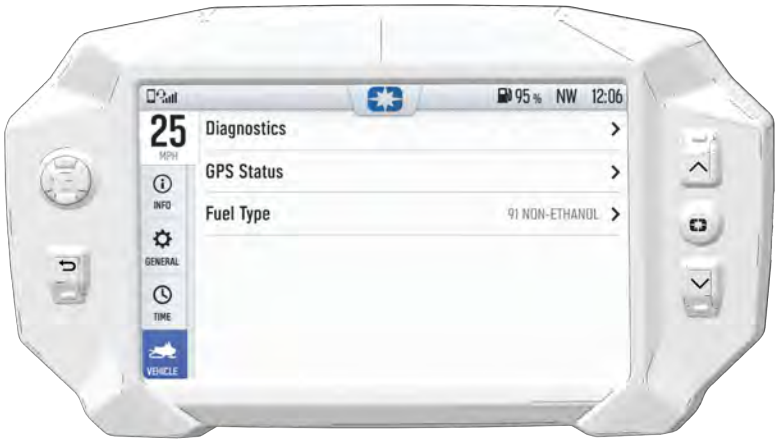 95 % NW 12:06
25
MPH
INFO
GENERAL
TIME
VEHICLE
Diagnostics
GPS Status
Fuel Type 91 NON-ETHANOL